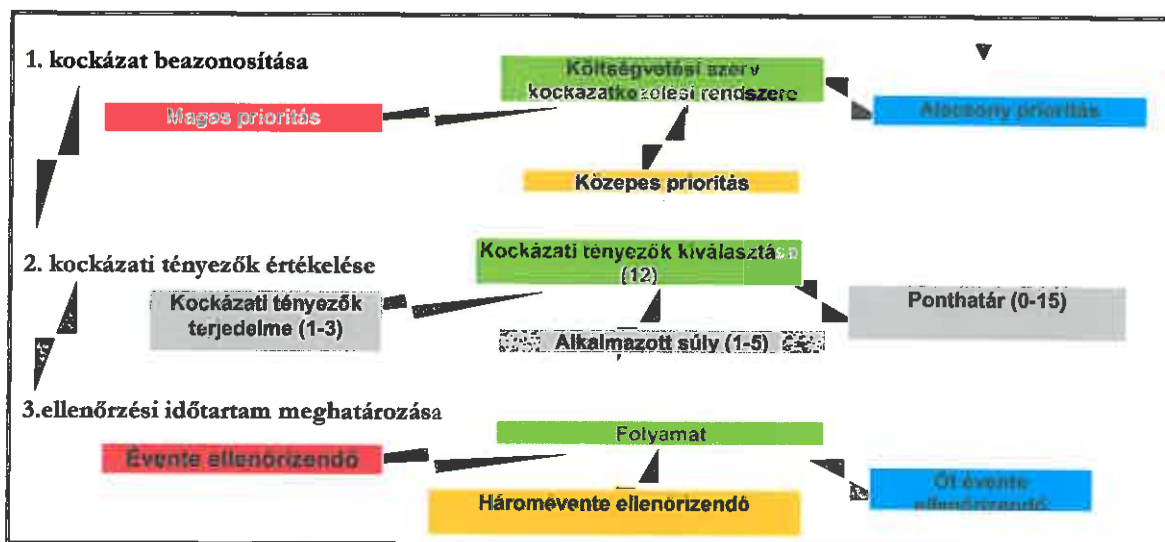 1. kockázat beazonosítása
Költségvetési szerv
kockázatkezelési rendszere
Magas prioritás
Alacsony prioritás
Közepes prioritás
2. kockázati tényezők értékelése
Kockázati tényezők kiválasztása
(12)
Kockázati tényezők
terjedelme (1-3)
Ponthatár (0-15)
Alkalmazott súly (1-5)
3.ellenőrzési időtartam meghatározása
Folyamat
Évente ellenőrizendő
Háromévente ellenőrizendő
Öt évente
ellenőrizendő